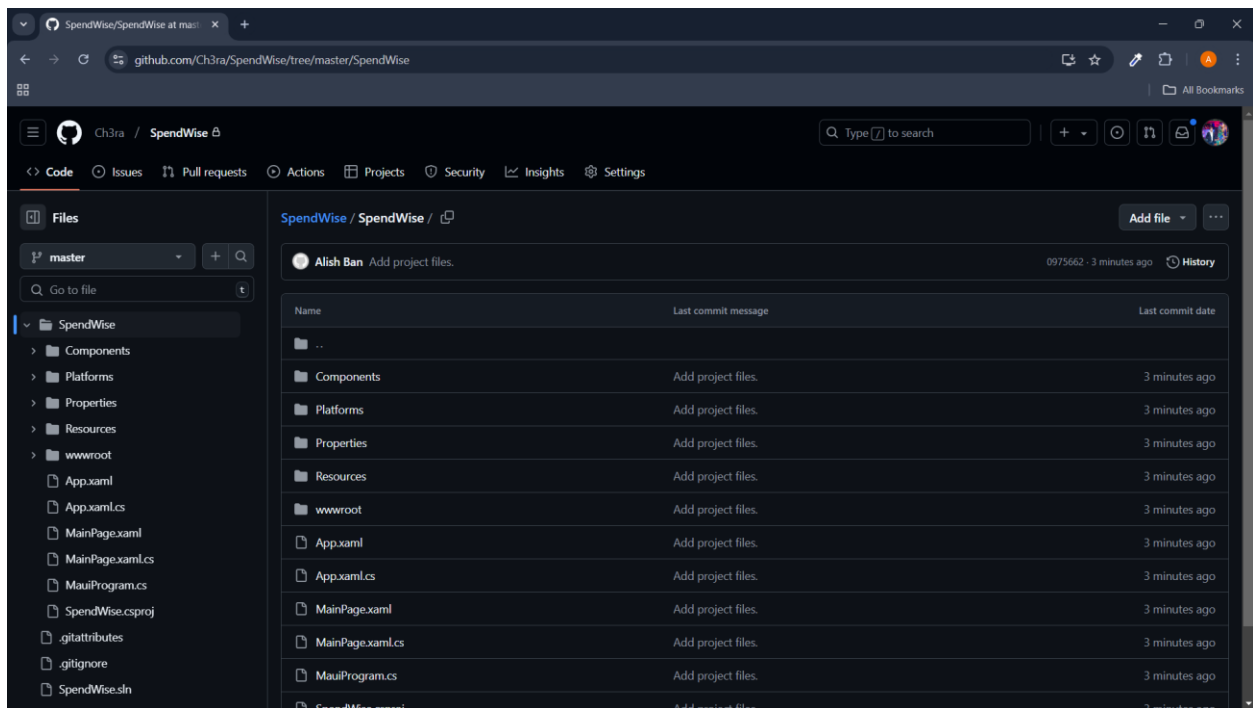 SpendWise/SpendWise at mast
github.com/Ch3ra/SpendWise/tree/master/SpendWise
A
All Bookmarks
Ch3ra / SpendWise
Type / to search
Code Issues Pull requests Actions Projects Security Insights Settings
Files
SpendWise / SpendWise /
Add file
master
Alish Ban Add project files.
0975662 · 3 minutes ago History
Go to file t
Name Last commit message Last commit date
SpendWise
..
Components
Platforms
Properties
Resources
wwwroot
App.xaml
App.xaml.cs
MainPage.xaml
MainPage.xaml.cs
MauiProgram.cs
SpendWise.csproj
.gitattributes
.gitignore
SpendWise.sln
Components Add project files. 3 minutes ago
Platforms Add project files. 3 minutes ago
Properties Add project files. 3 minutes ago
Resources Add project files. 3 minutes ago
wwwroot Add project files. 3 minutes ago
App.xaml Add project files. 3 minutes ago
App.xaml.cs Add project files. 3 minutes ago
MainPage.xaml Add project files. 3 minutes ago
MainPage.xaml.cs Add project files. 3 minutes ago
MauiProgram.cs Add project files. 3 minutes ago
SpendWise.csproj Add project files. 3 minutes ago